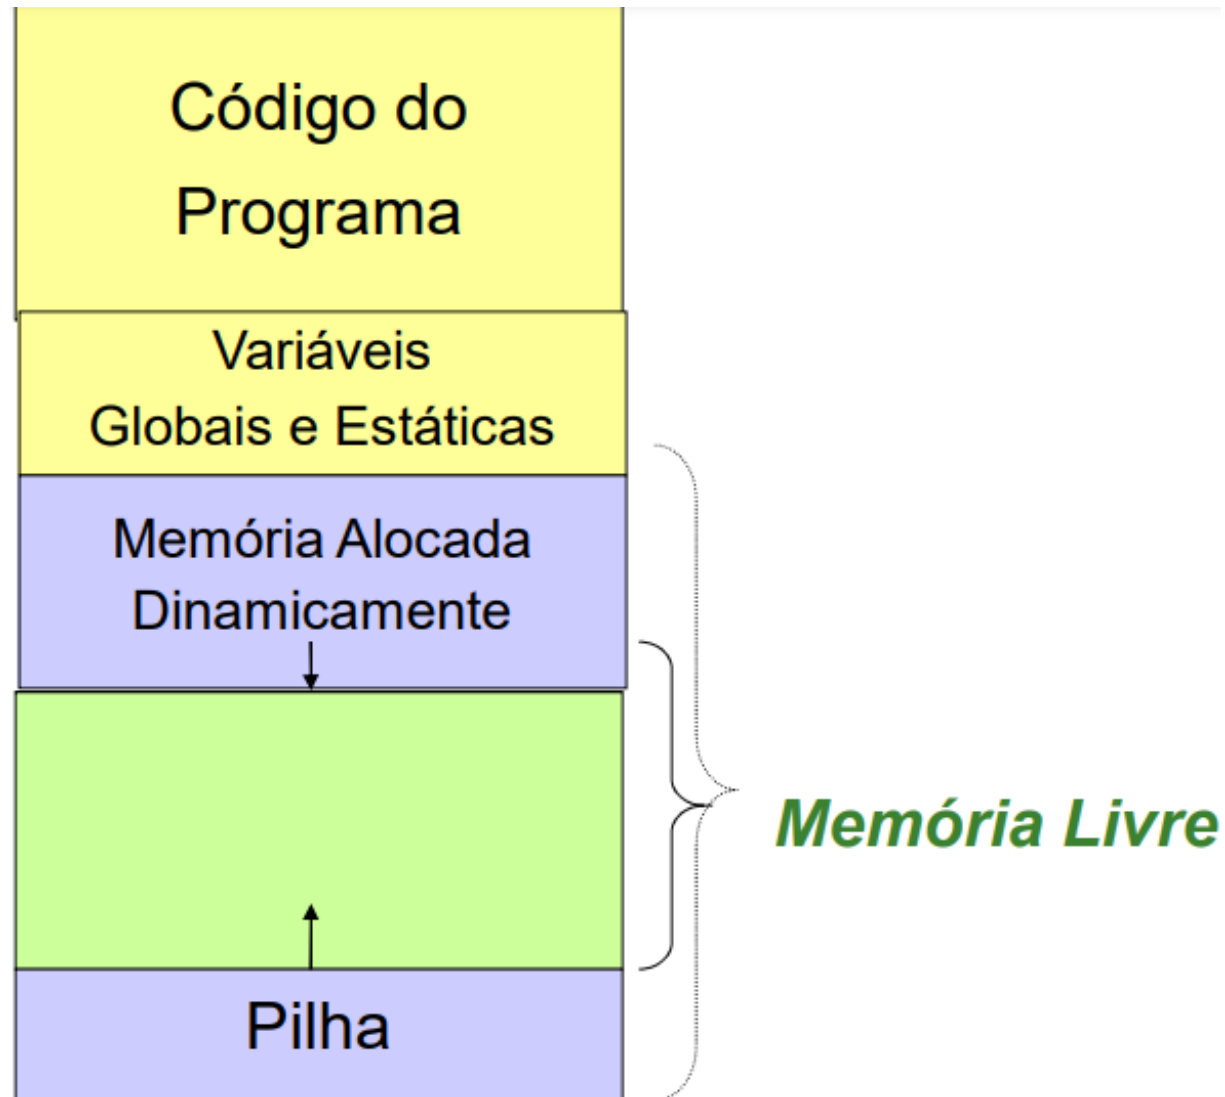 Código do
Programa
Variáveis
Globais e Estáticas
Memória Alocada
Dinamicamente
Memória Livre
Pilha